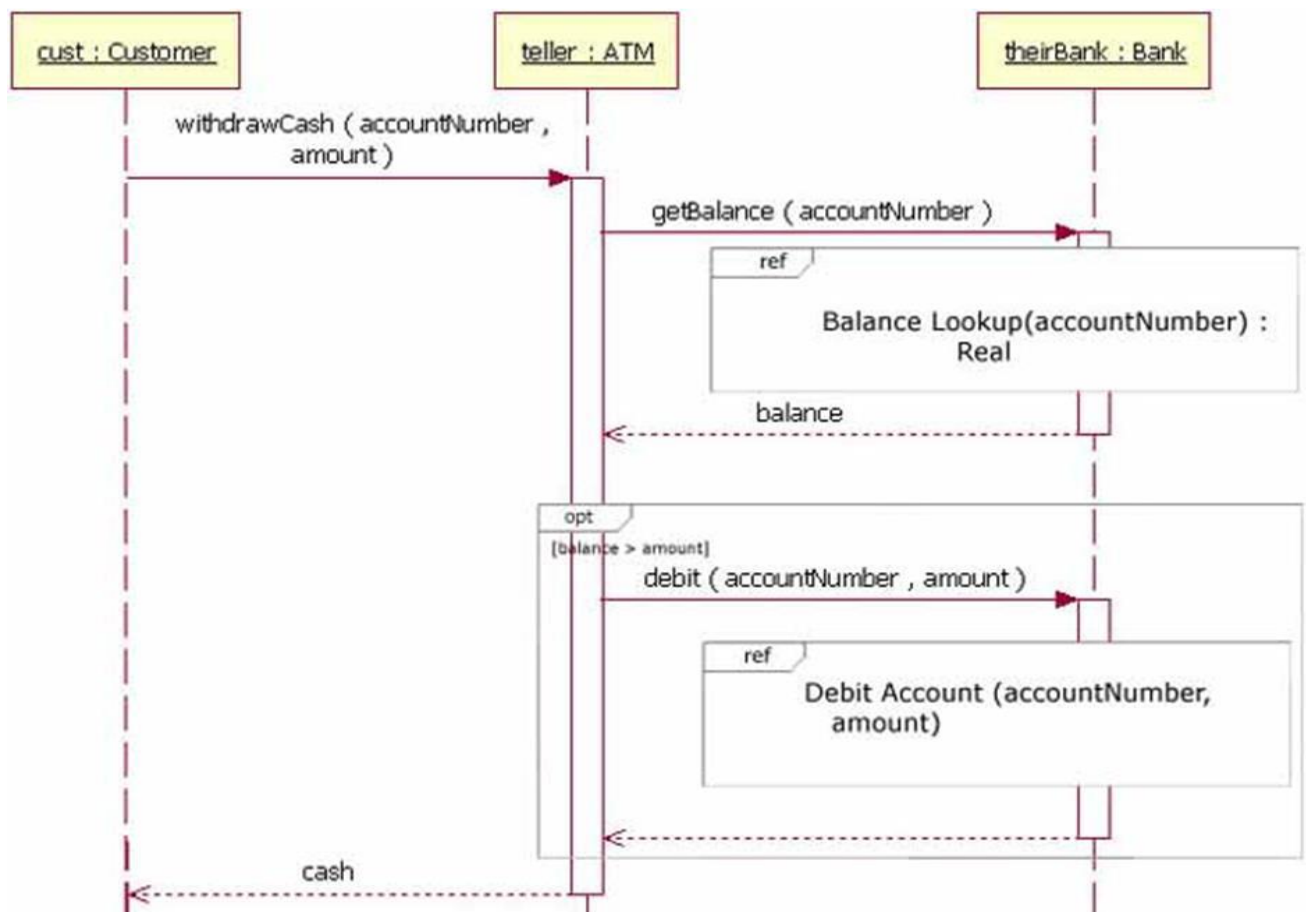 cust : Customer
teller : ATM
theirBank : Bank
withdrawCash ( accountNumber ,
amount )
getBalance ( accountNumber )
ref
Balance Lookup(accountNumber) :
Real
balance
opt
[balance > amount]
debit ( accountNumber , amount )
ref
Debit Account (accountNumber,
amount)
cash